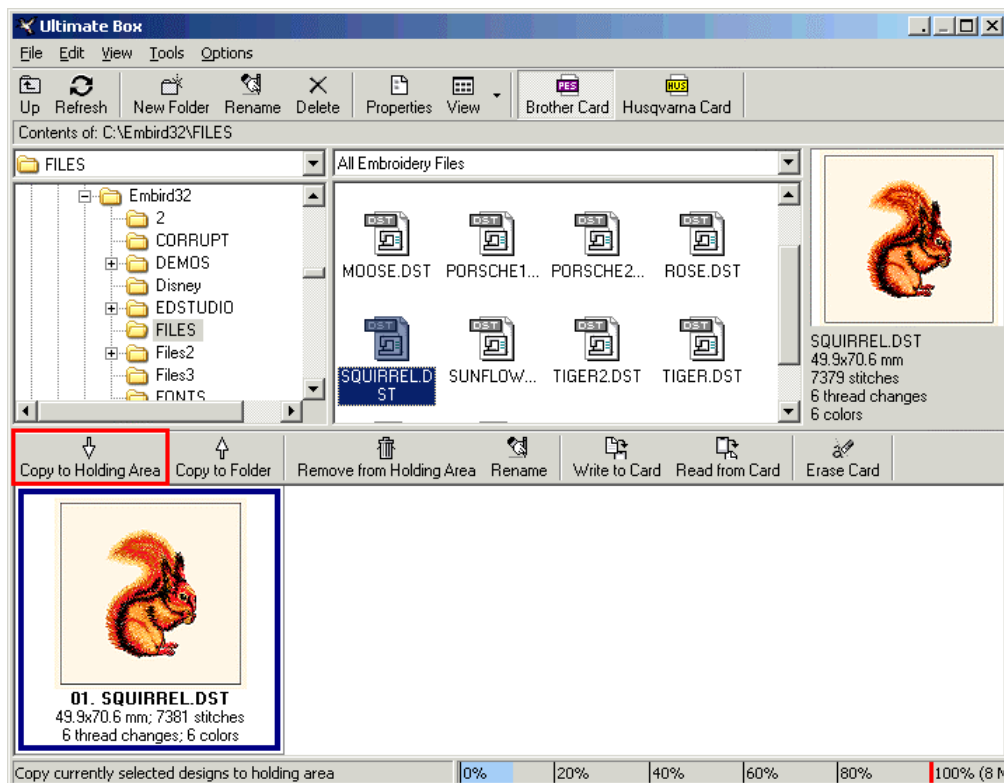 Ultimate Box
File Edit View Tools Options
Up Refresh New Folder Rename Delete Properties View PES Brother Card HUS Husqvarna Card
Contents of: C:\Embird32\FILES
FILES
All Embroidery Files
Embird32
2
CORRUPT
DEMOS
Disney
EDSTUDIO
FILES
Files2
Files3
FONTS
DST DST DST DST
MOOSE.DST PORSCHE1... PORSCHE2... ROSE.DST
DST DST DST DST
SQUIRREL.D SUNFLOW... TIGER2.DST TIGER.DST
ST
SQUIRREL.DST
49.9x70.6 mm
7379 stitches
6 thread changes
6 colors
Copy to Holding Area Copy to Folder Remove from Holding Area Rename Write to Card Read from Card Erase Card
01. SQUIRREL.DST
49.9x70.6 mm; 7381 stitches
6 thread changes; 6 colors
Copy currently selected designs to holding area 0% 20% 40% 60% 80% 100% (8 M